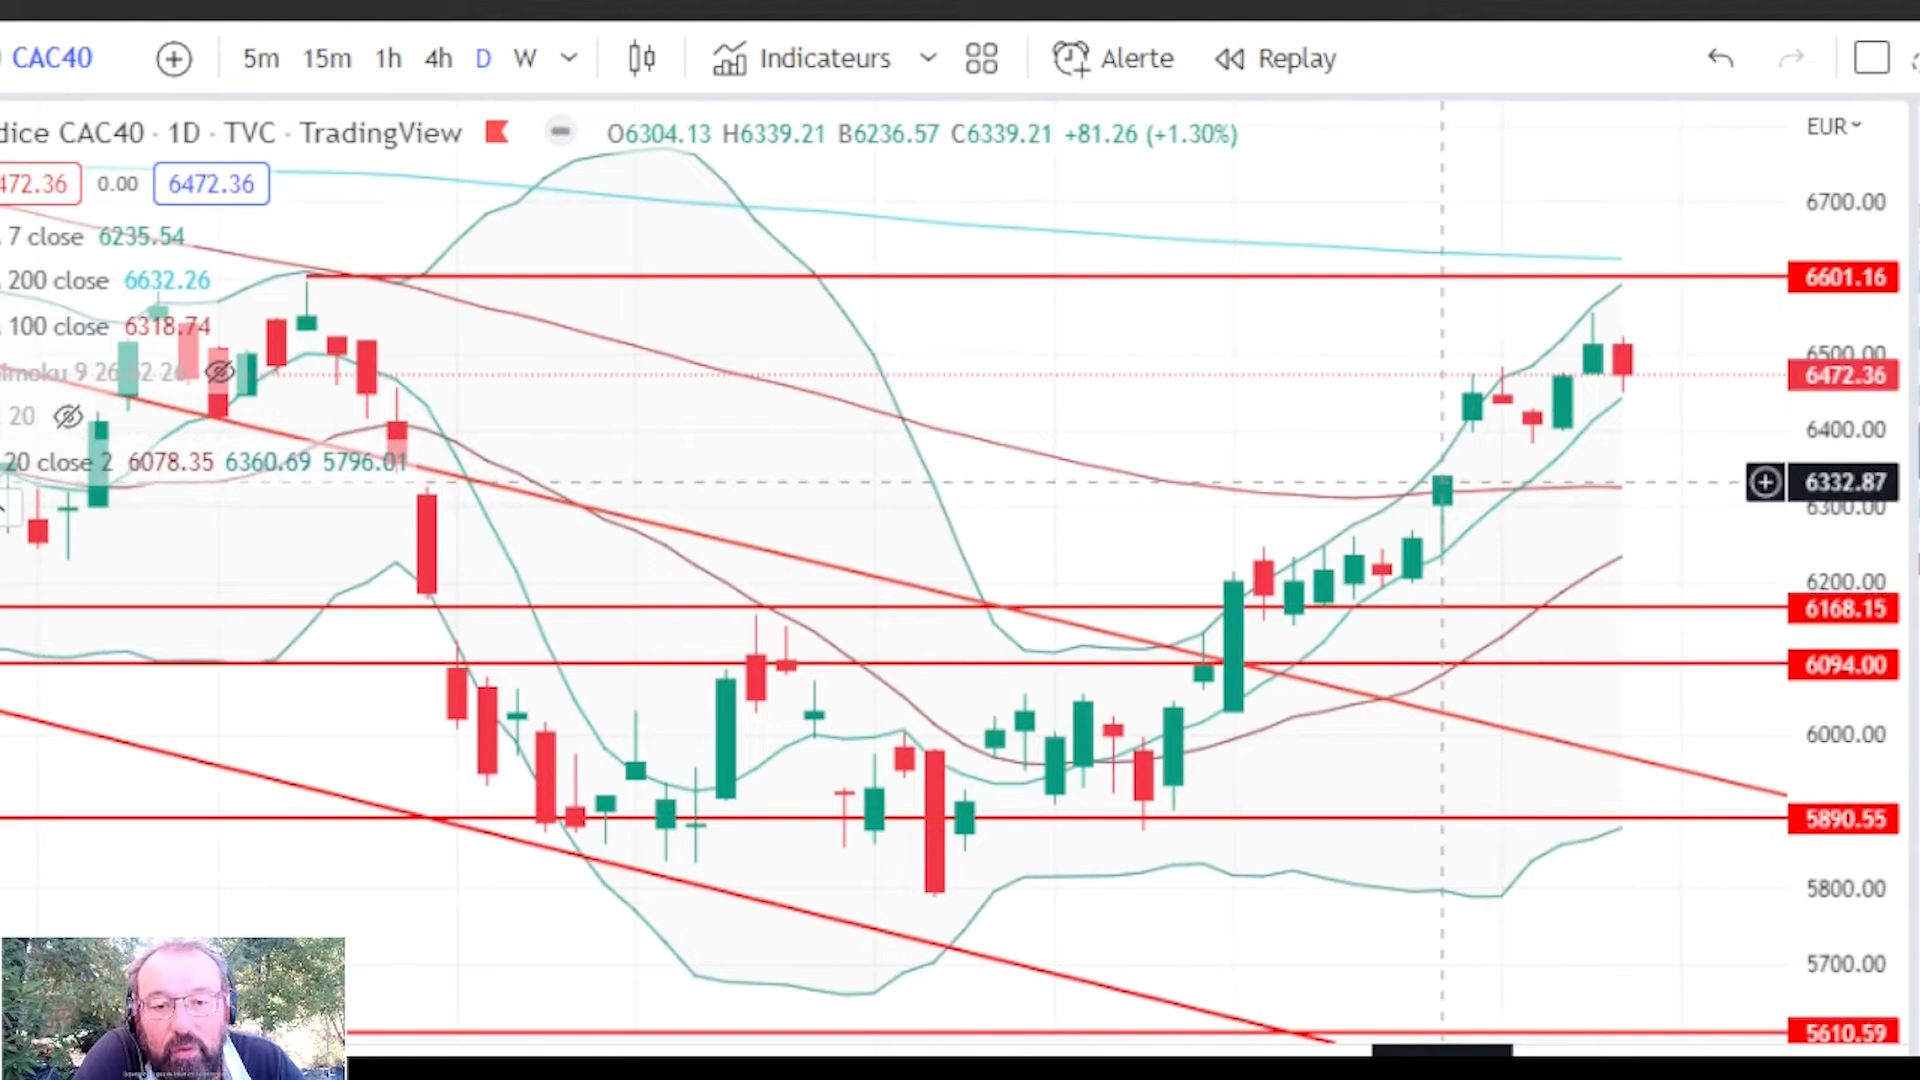 CAC40 5m 15m 1h 4h D W Indicateurs Alerte Replay
dice CAC40 · 1D · TVC · TradingView O6304.13 H6339.21 B6236.57 C6339.21 +81.26 (+1.30%)
EUR
472.36 0.00 6472.36
7 close 6235.54
200 close 6632.26
100 close 6318.74
20
20 close 2 6078.35 6360.69 5796.01
6700.00
6601.16
6500.00
6472.36
6400.00
6332.87
6300.00
6200.00
6168.15
6094.00
6000.00
5890.55
5800.00
5700.00
5610.59